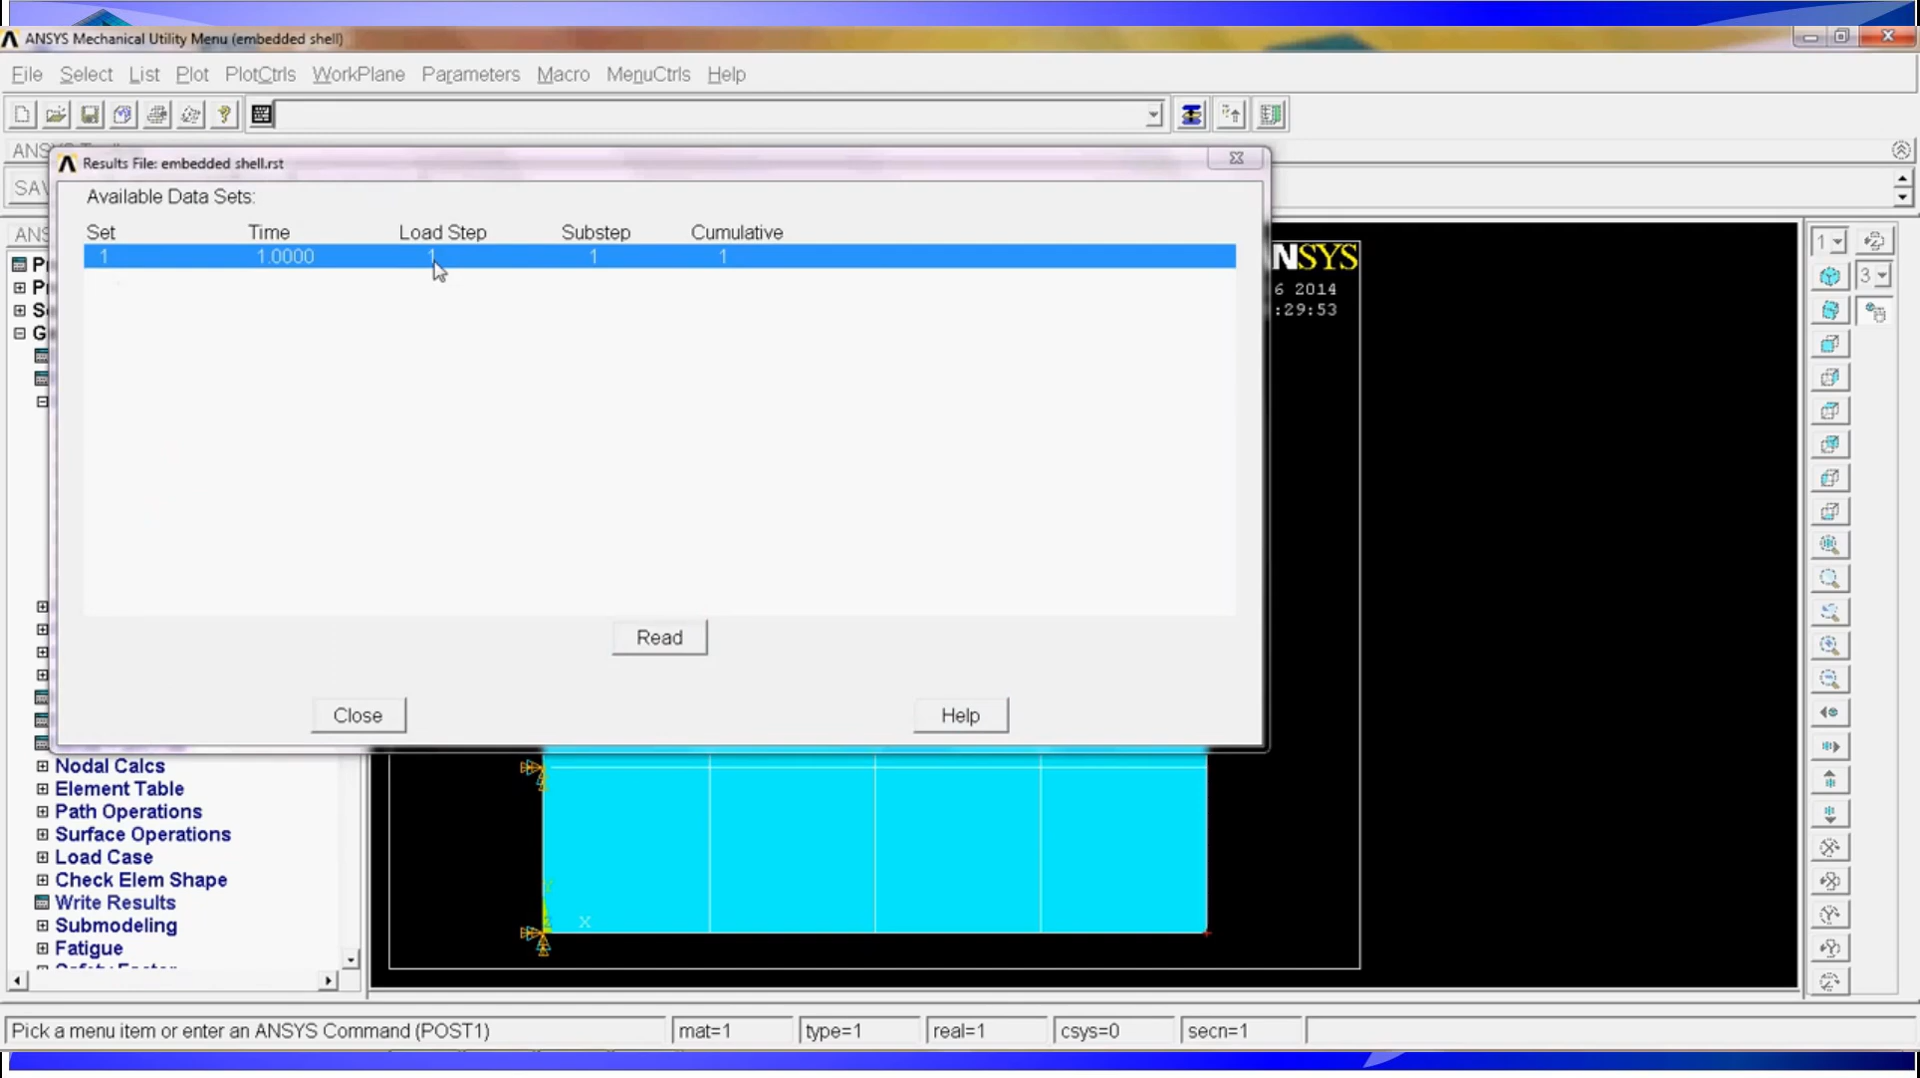 ANSYS Mechanical Utility Menu (embedded shell)
File Select List Plot PlotCtrls WorkPlane Parameters Macro MenuCtrls Help
Results File: embedded shell.rst
Available Data Sets:
Set Time Load Step Substep Cumulative
1 1.0000 1 1 1
NSYS
6 2014
:29:53
1
3
Read
Close Help
Nodal Calcs
Element Table
Path Operations
Surface Operations
Load Case
Check Elem Shape
Write Results
Submodeling
Fatigue
Y
X
Pick a menu item or enter an ANSYS Command (POST1) mat=1 type=1 real=1 csys=0 secn=1